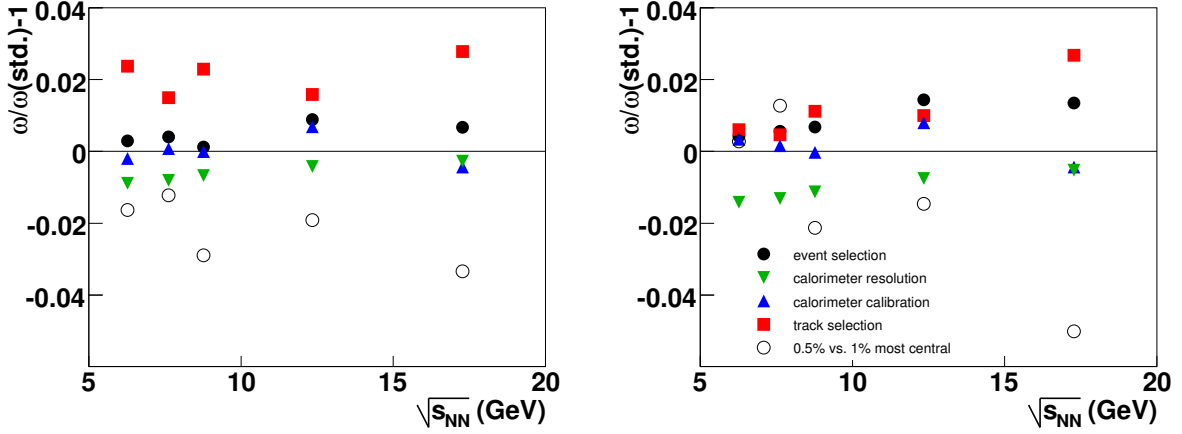 ω/ω(std.)-1
0.04
0.02
0
-0.02
-0.04
5
10
15
20
√sNN (GeV)
ω/ω(std.)-1
0.04
0.02
0
-0.02
-0.04
event selection
calorimeter resolution
calorimeter calibration
track selection
0.5% vs. 1% most central
5
10
15
20
√sNN (GeV)